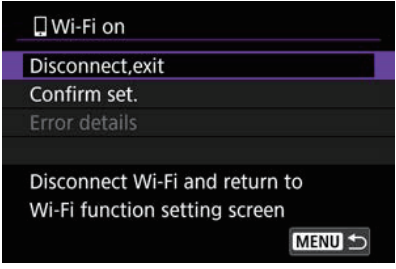 Wi-Fi on
Disconnect,exit
Confirm set.
Error details
Disconnect Wi-Fi and return to
Wi-Fi function setting screen
MENU